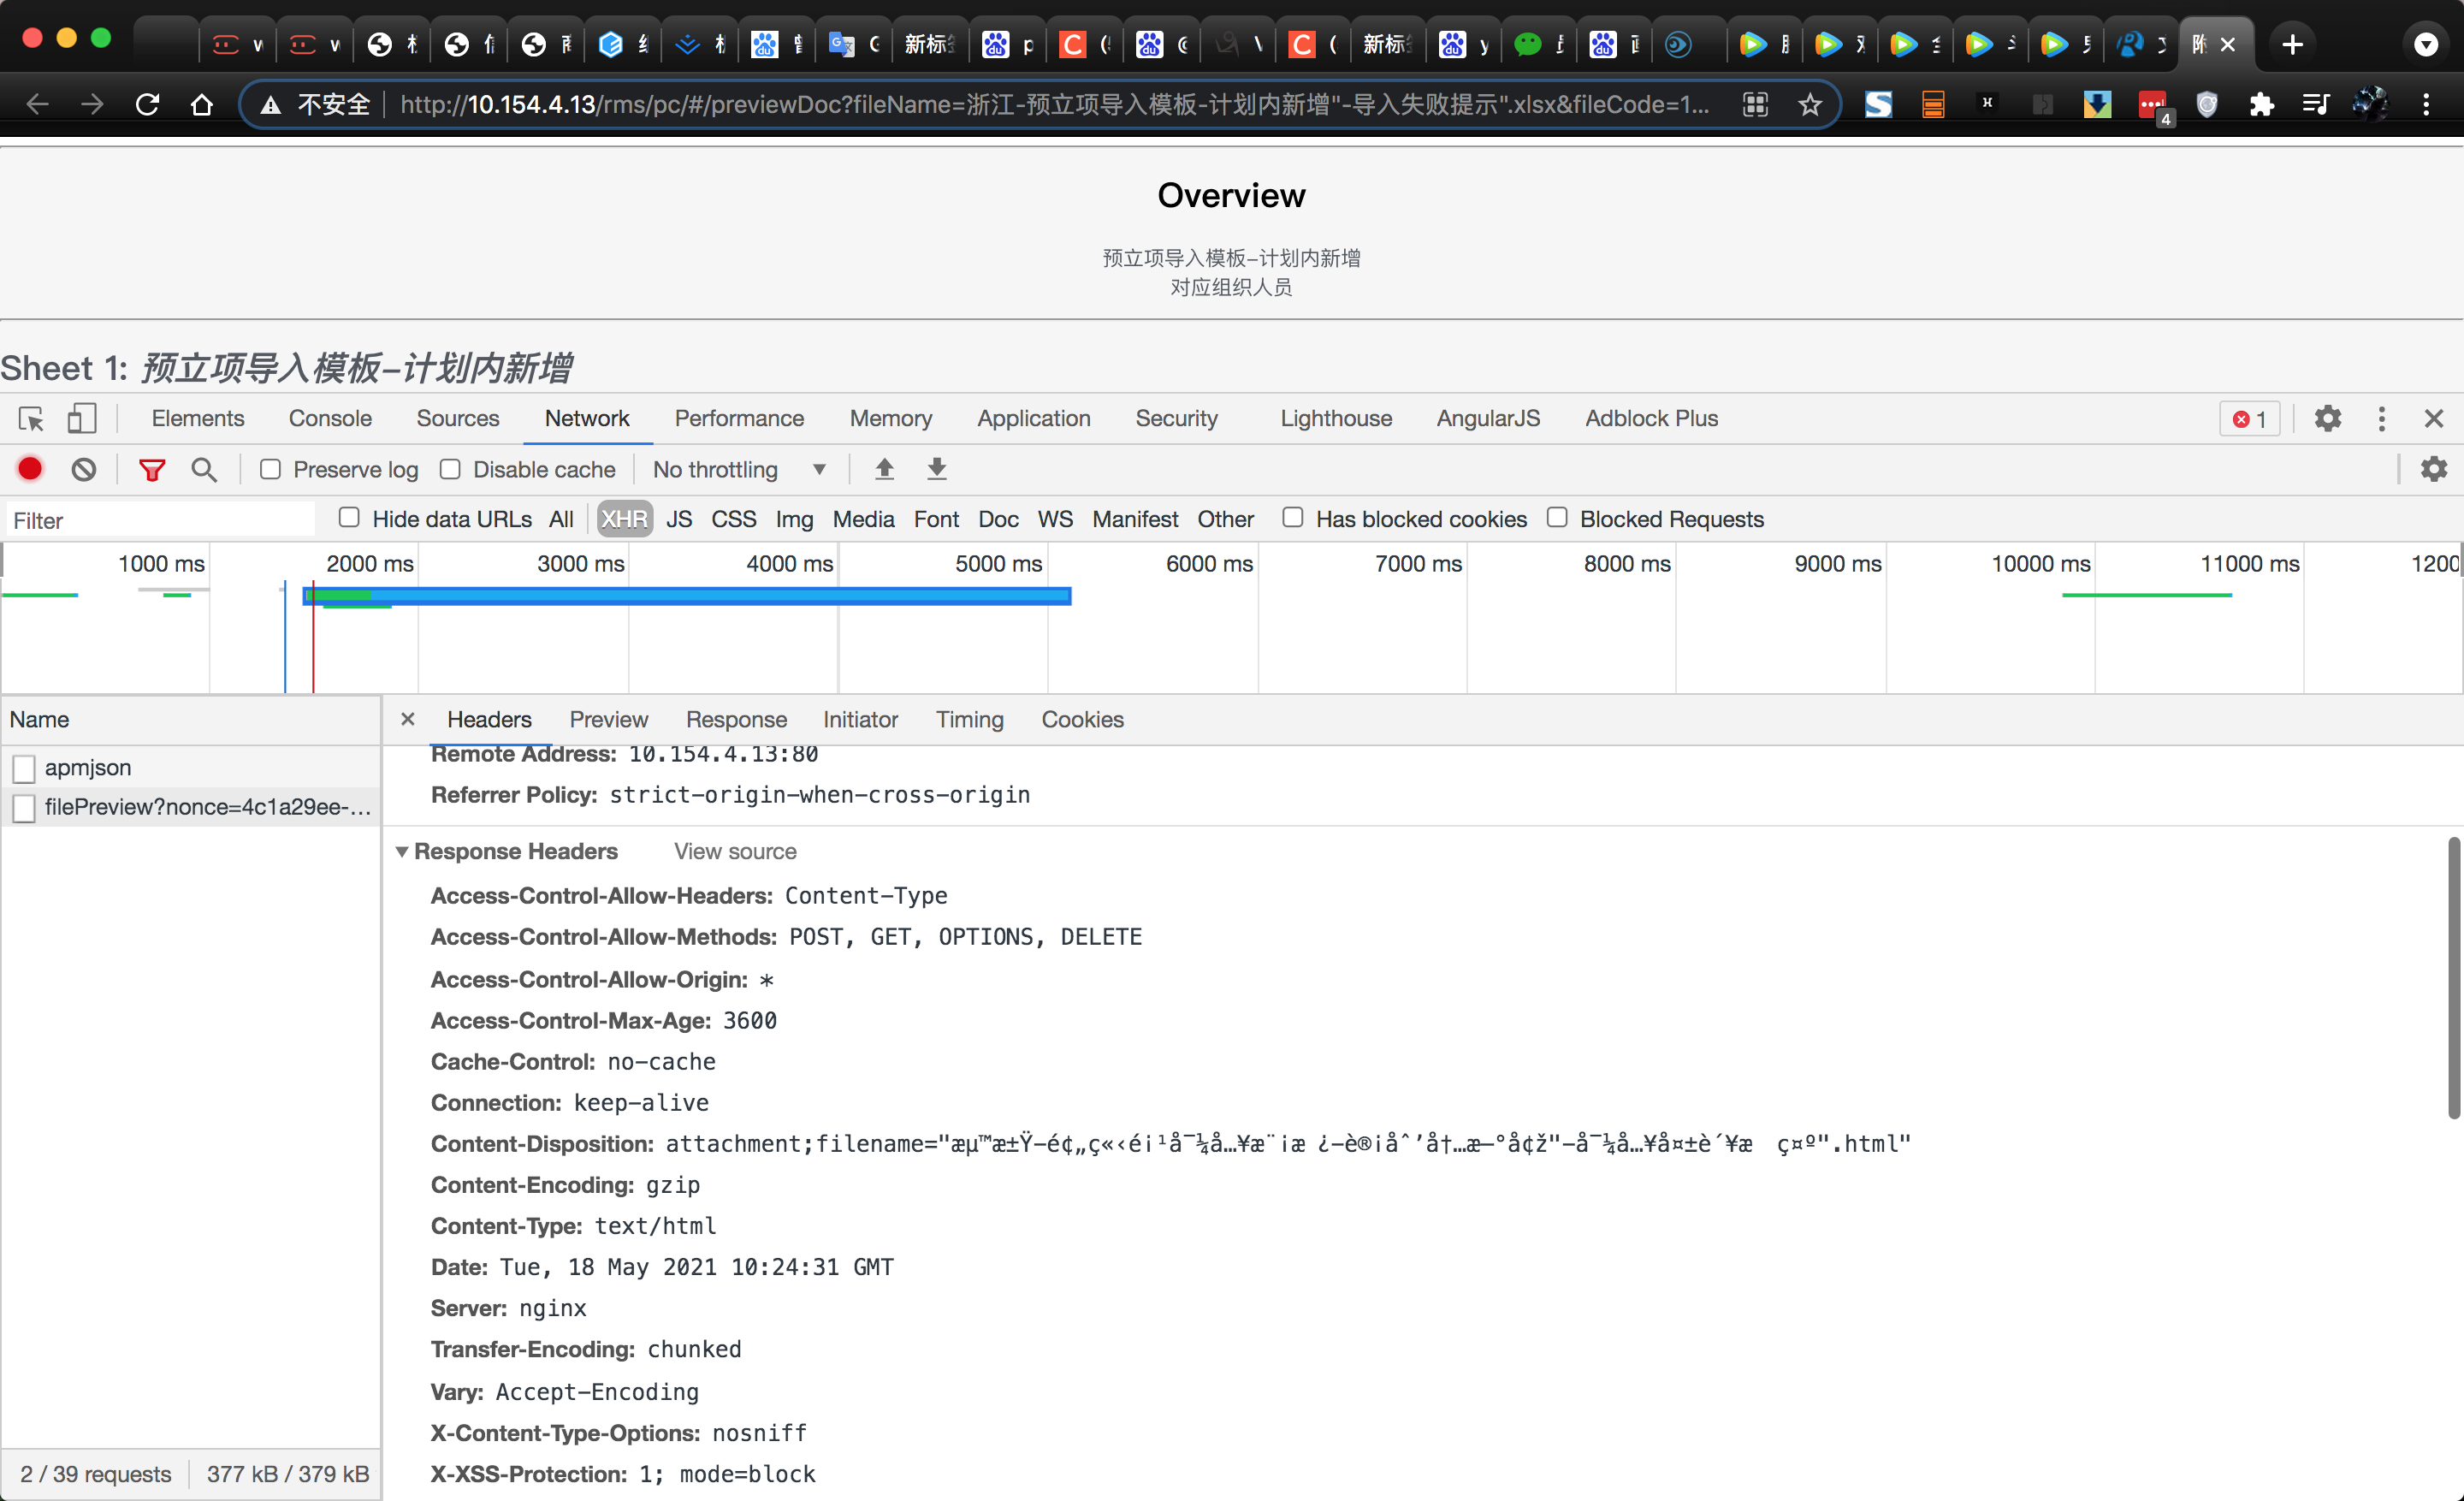 新标
新标
不安全 http://10.154.4.13/rms/pc/#/previewDoc?fileName=浙江-预立项导入模板-计划内新增"-导入失败提示".xlsx&fileCode=1...
4
Overview
预立项导入模板-计划内新增
对应组织人员
Sheet 1: 预立项导入模板-计划内新增
Elements Console Sources Network Performance Memory Application Security Lighthouse AngularJS Adblock Plus 1
Preserve log Disable cache No throttling
Filter Hide data URLs All XHR JS CSS Img Media Font Doc WS Manifest Other Has blocked cookies Blocked Requests
1000 ms 2000 ms 3000 ms 4000 ms 5000 ms 6000 ms 7000 ms 8000 ms 9000 ms 10000 ms 11000 ms 1200
Name
Headers Preview Response Initiator Timing Cookies
apmjson
filePreview?nonce=4c1a29ee-...
Remote Address: 10.154.4.13:80
Referrer Policy: strict-origin-when-cross-origin
Response Headers View source
Access-Control-Allow-Headers: Content-Type
Access-Control-Allow-Methods: POST, GET, OPTIONS, DELETE
Access-Control-Allow-Origin: *
Access-Control-Max-Age: 3600
Cache-Control: no-cache
Connection: keep-alive
Content-Disposition: attachment;filename="æµ™æ±Ÿ-é¢„ç«‹é¡¹å¯¼å…¥æ¨¡æ ¿-è®¡åˆ’å†…æ–°å¢ž"-å¯¼å…¥å¤±è´¥æ  ç¤º".html"
Content-Encoding: gzip
Content-Type: text/html
Date: Tue, 18 May 2021 10:24:31 GMT
Server: nginx
Transfer-Encoding: chunked
Vary: Accept-Encoding
X-Content-Type-Options: nosniff
X-XSS-Protection: 1; mode=block
2 / 39 requests 377 kB / 379 kB